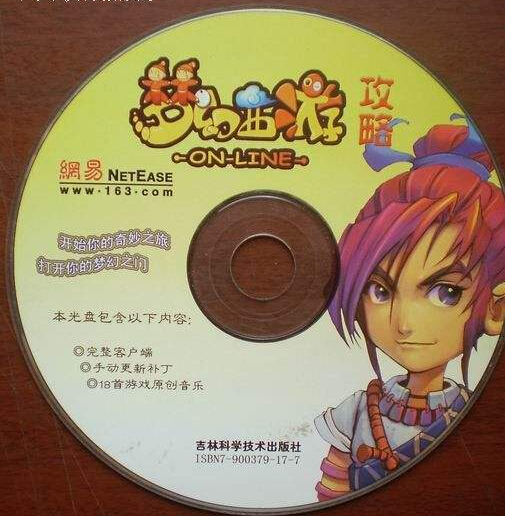 梦幻西游
攻略
ON-LINE
網易 NETEASE
www.163.com
开始你的奇妙之旅
打开你的梦幻之门
本光盘包含以下内容:
◎完整客户端
◎手动更新补丁
◎18首游戏原创音乐
吉林科学技术出版社
ISBN7-900379-17-7